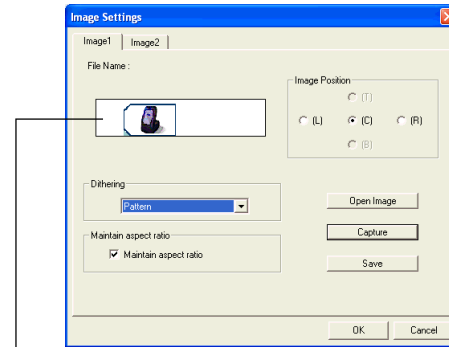 Image Settings
Image1 Image2
File Name :
Image Position
(T)
(L) (C) (R)
(B)
Dithering
Pattern
Open Image
Maintain aspect ratio
Capture
Maintain aspect ratio
Save
OK Cancel